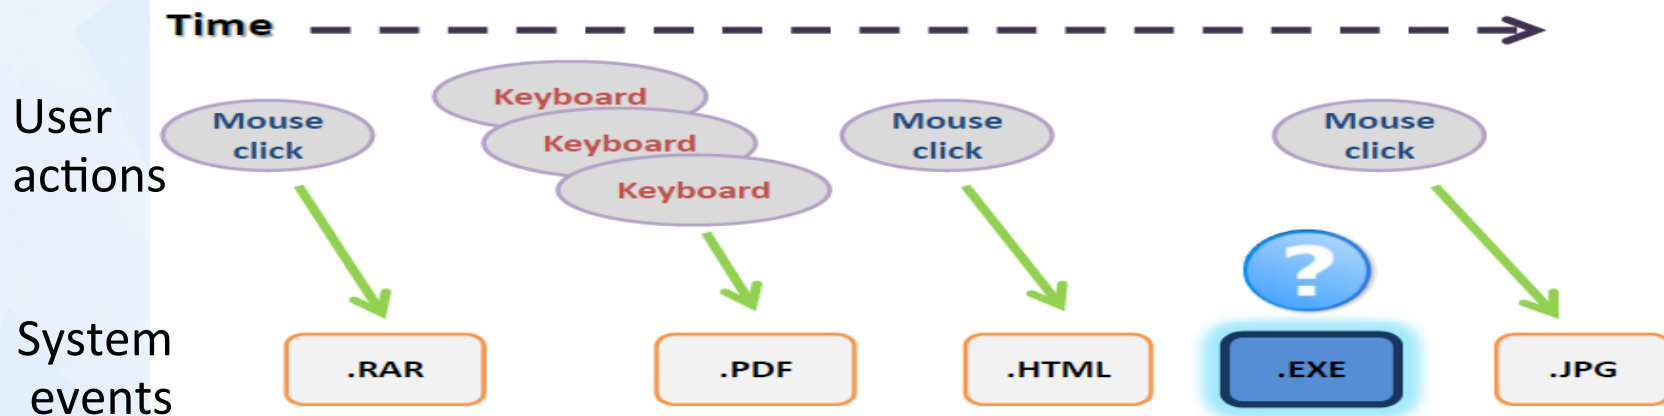 Time
User
actions
Mouse
click
Keyboard
Keyboard
Keyboard
Mouse
click
Mouse
click
?
System
events
.RAR
.PDF
.HTML
.EXE
.JPG